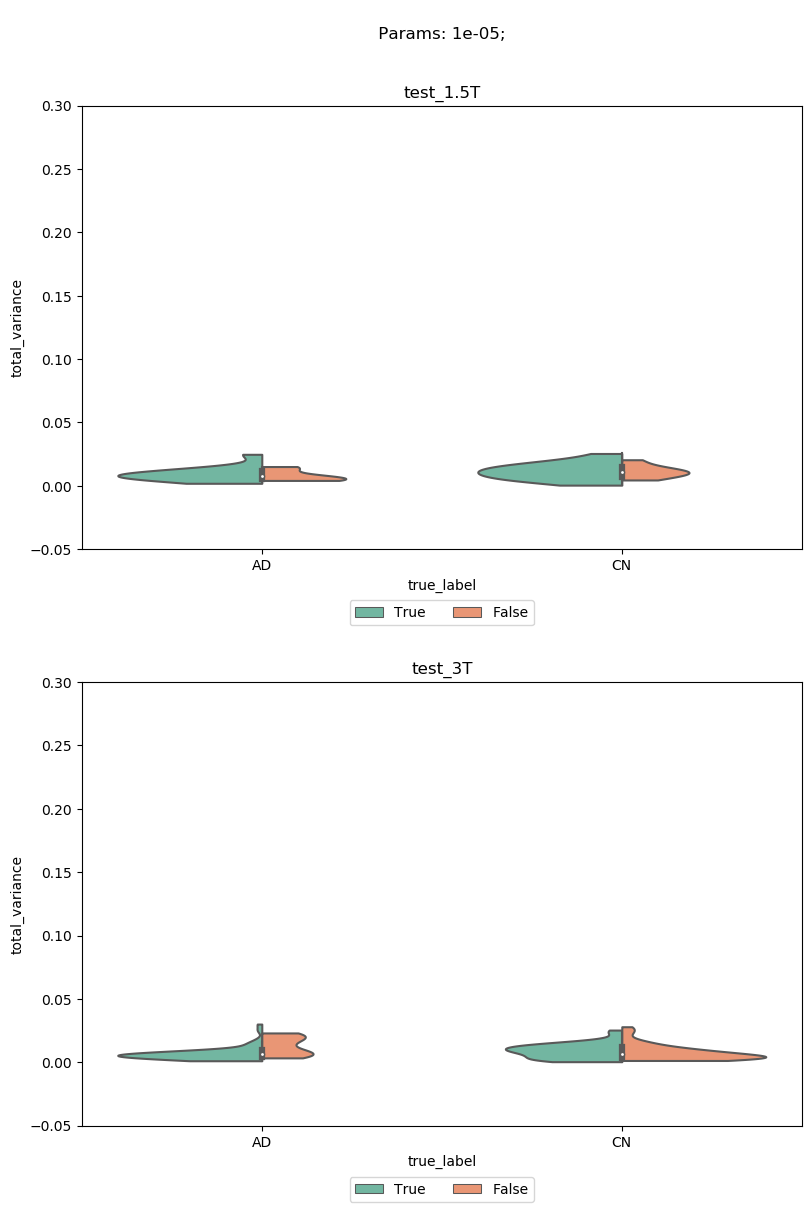 Params: 1e-05;
test_1.5T
0.30
0.25
0.20
0.15
0.10
0.05
0.00
−0.05
total_variance
AD CN
true_label
True False
test_3T
0.30
0.25
0.20
0.15
0.10
0.05
0.00
−0.05
total_variance
AD CN
true_label
True False